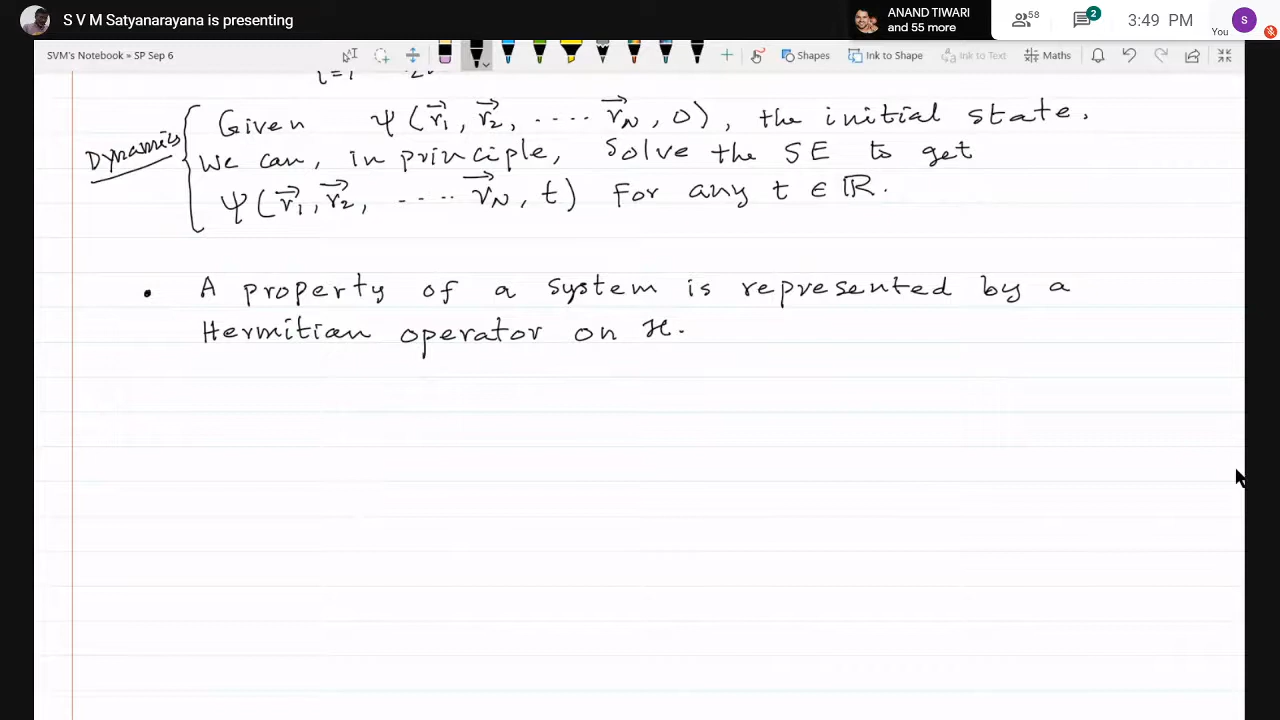 S V M Satyanarayana is presenting
ANAND TIWARI
and 55 more
58
2
3:49 PM
S
You
SVM's Notebook » SP Sep 6
Shapes
Ink to Shape
Ink to Text
Maths
i=1
Dynamics
Given ψ(r⃗1, r⃗2, .... r⃗N, 0), the initial state.
We can, in principle, solve the SE to get
ψ(r⃗1, r⃗2, .... r⃗N, t) for any t ∈ ℝ.
• A property of a system is represented by a
Hermitian operator on ℋ.